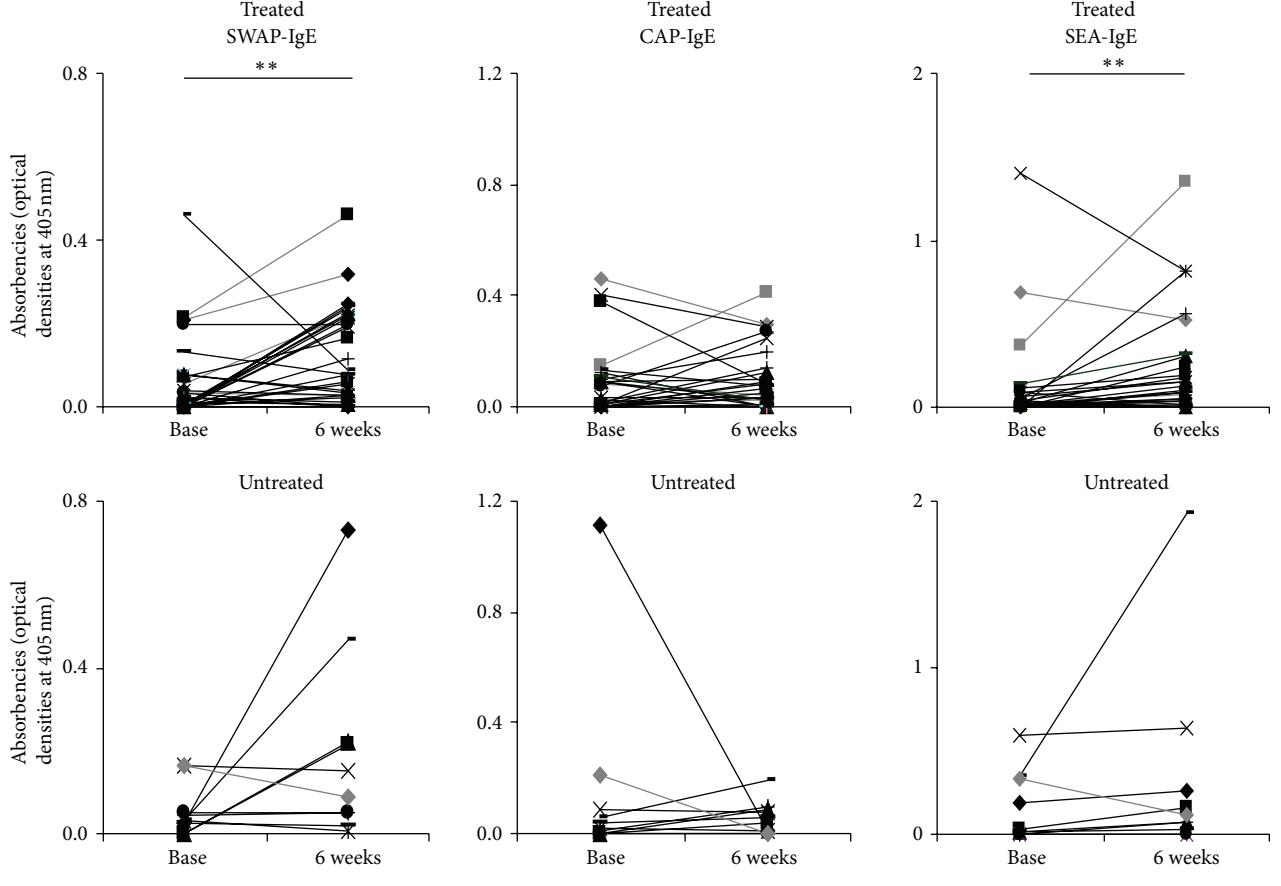 Treated
SWAP-IgE
**
0.8
0.4
0.0
Absorbencies (optical
densities at 405 nm)
Base
6 weeks
Treated
CAP-IgE
1.2
0.8
0.4
0.0
Base
6 weeks
Treated
SEA-IgE
**
2
1
0
Base
6 weeks
Untreated
0.8
0.4
0.0
Absorbencies (optical
densities at 405 nm)
Base
6 weeks
Untreated
1.2
0.8
0.4
0.0
Base
6 weeks
Untreated
2
1
0
Base
6 weeks